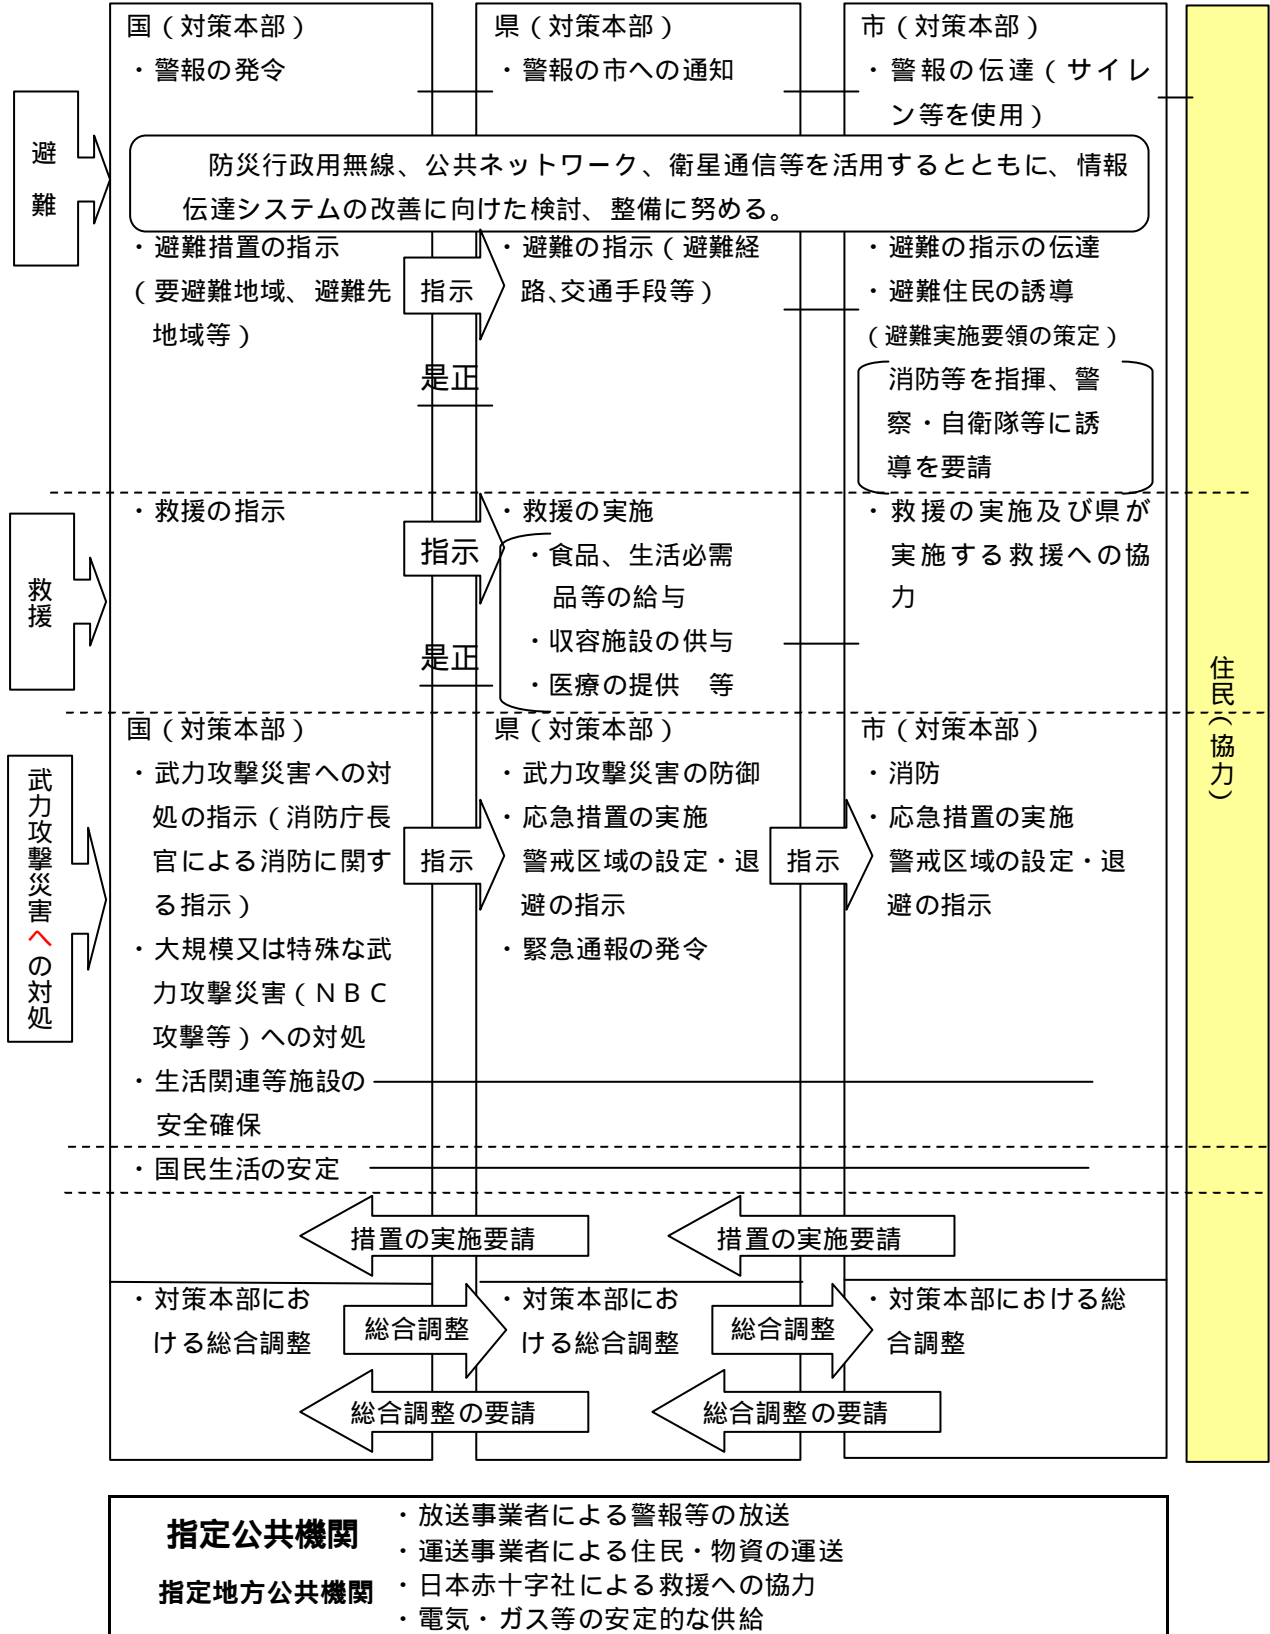 国（対策本部）
・警報の発令
県（対策本部）
・警報の市への通知
市（対策本部）
・警報の伝達（サイレ
ン等を使用）
避難
防災行政用無線、公共ネットワーク、衛星通信等を活用するとともに、情報
伝達システムの改善に向けた検討、整備に努める。
・避難措置の指示
（要避難地域、避難先
地域等）
指示
是正
・避難の指示（避難経
路、交通手段等）
・避難の指示の伝達
・避難住民の誘導
（避難実施要領の策定）
消防等を指揮、警
察・自衛隊等に誘
導を要請
救援
・救援の指示
指示
是正
・救援の実施
・食品、生活必需
品等の給与
・収容施設の供与
・医療の提供　等
・救援の実施及び県が
実施する救援への協
力
住民（協力）
武力攻撃災害への対処
国（対策本部）
・武力攻撃災害への対
処の指示（消防庁長
官による消防に関す
る指示）
・大規模又は特殊な武
力攻撃災害（ＮＢＣ
攻撃等）への対処
・生活関連等施設の
安全確保
指示
県（対策本部）
・武力攻撃災害の防御
・応急措置の実施
警戒区域の設定・退
避の指示
・緊急通報の発令
指示
市（対策本部）
・消防
・応急措置の実施
警戒区域の設定・退
避の指示
・国民生活の安定
措置の実施要請
措置の実施要請
・対策本部にお
ける総合調整
総合調整
・対策本部にお
ける総合調整
総合調整
・対策本部における総
合調整
総合調整の要請
総合調整の要請
指定公共機関
指定地方公共機関
・放送事業者による警報等の放送
・運送事業者による住民・物資の運送
・日本赤十字社による救援への協力
・電気・ガス等の安定的な供給